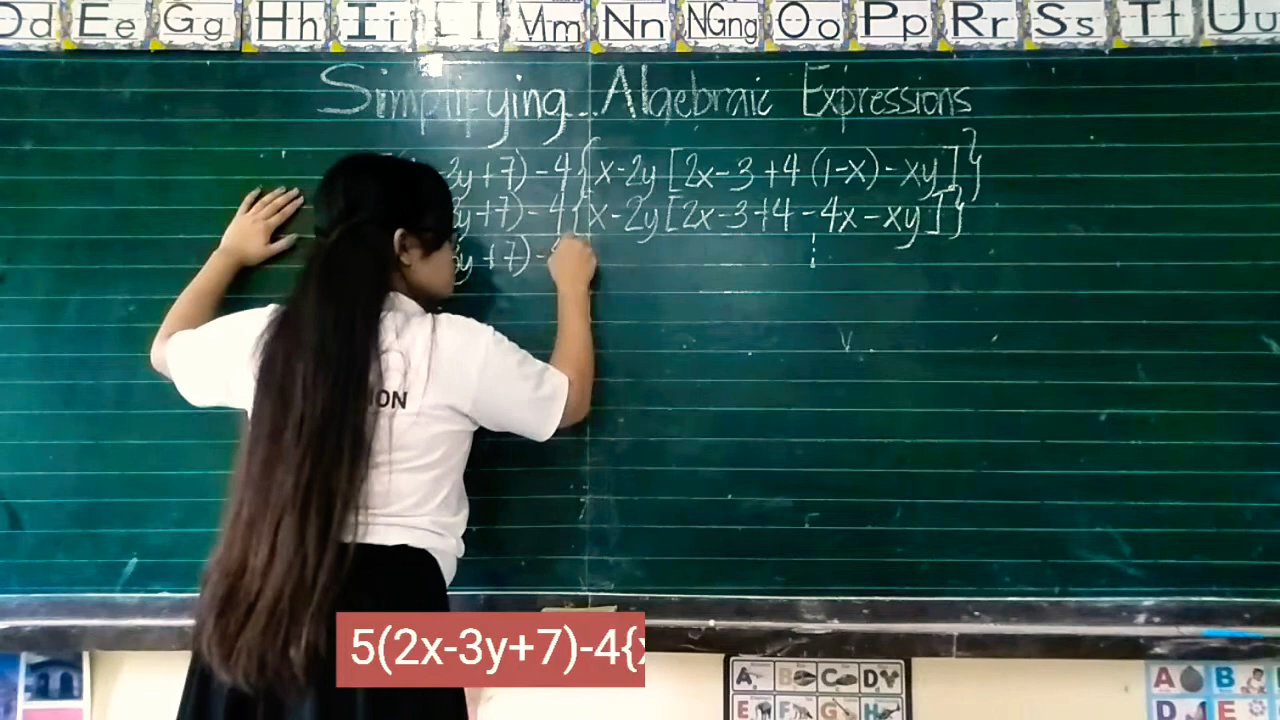 Dd Ee Gg Hh Ii Ll Mm Nn NGng Oo Pp Rr Ss Tt Uu
Simplifying Algebraic Expressions
3y+7)-4{x-2y[2x-3+4(1-x)-xy]}
3y+7)-4{x-2y[2x-3+4-4x-xy]}
3y+7)-
ION
5(2x-3y+7)-4{
A B C D
E F G H
A B
D E